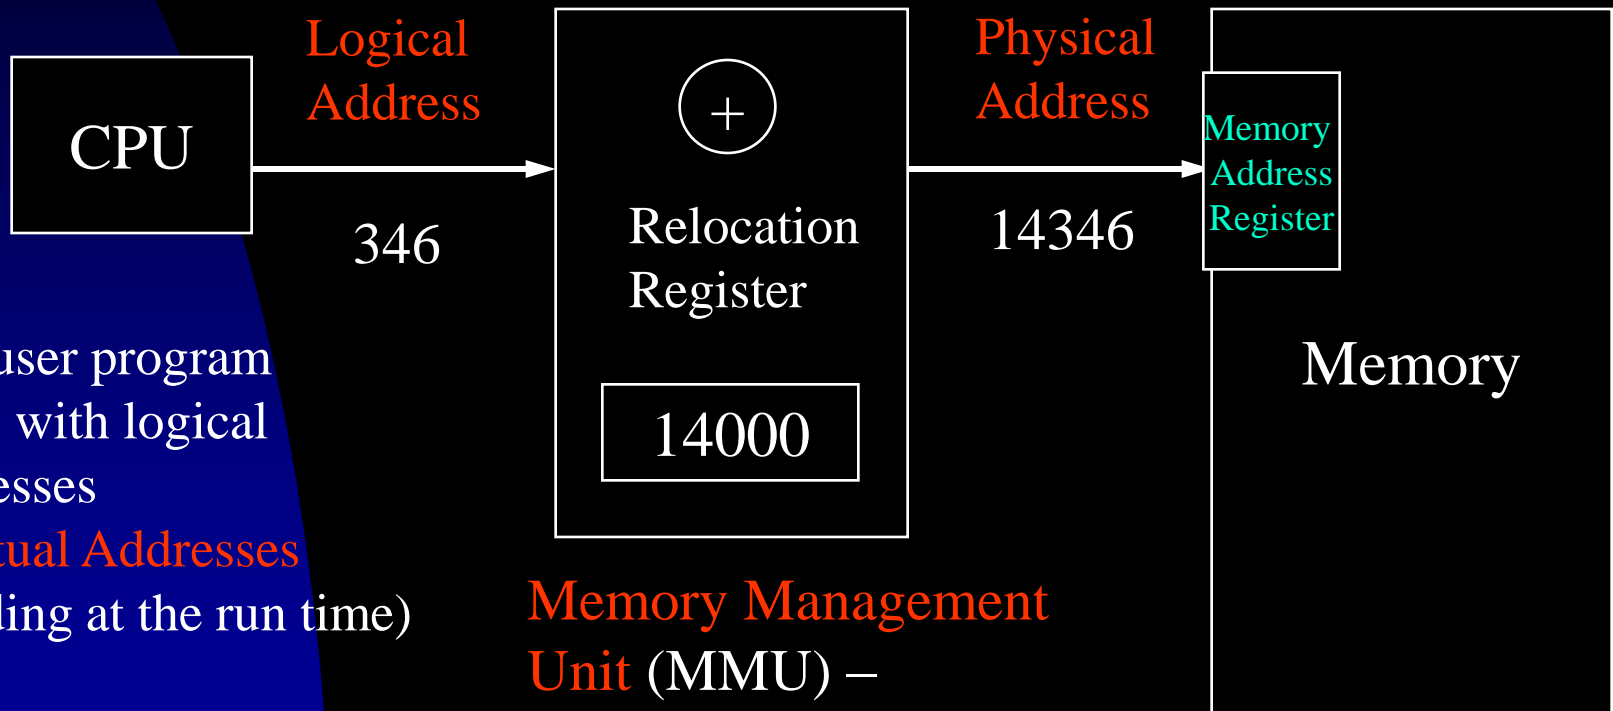 CPU
Logical
Address
346
+
Relocation
Register
14000
Physical
Address
14346
Memory
Address
Register
Memory
user program
with logical
esses
tual Addresses
ding at the run time)
Memory Management
Unit (MMU) –